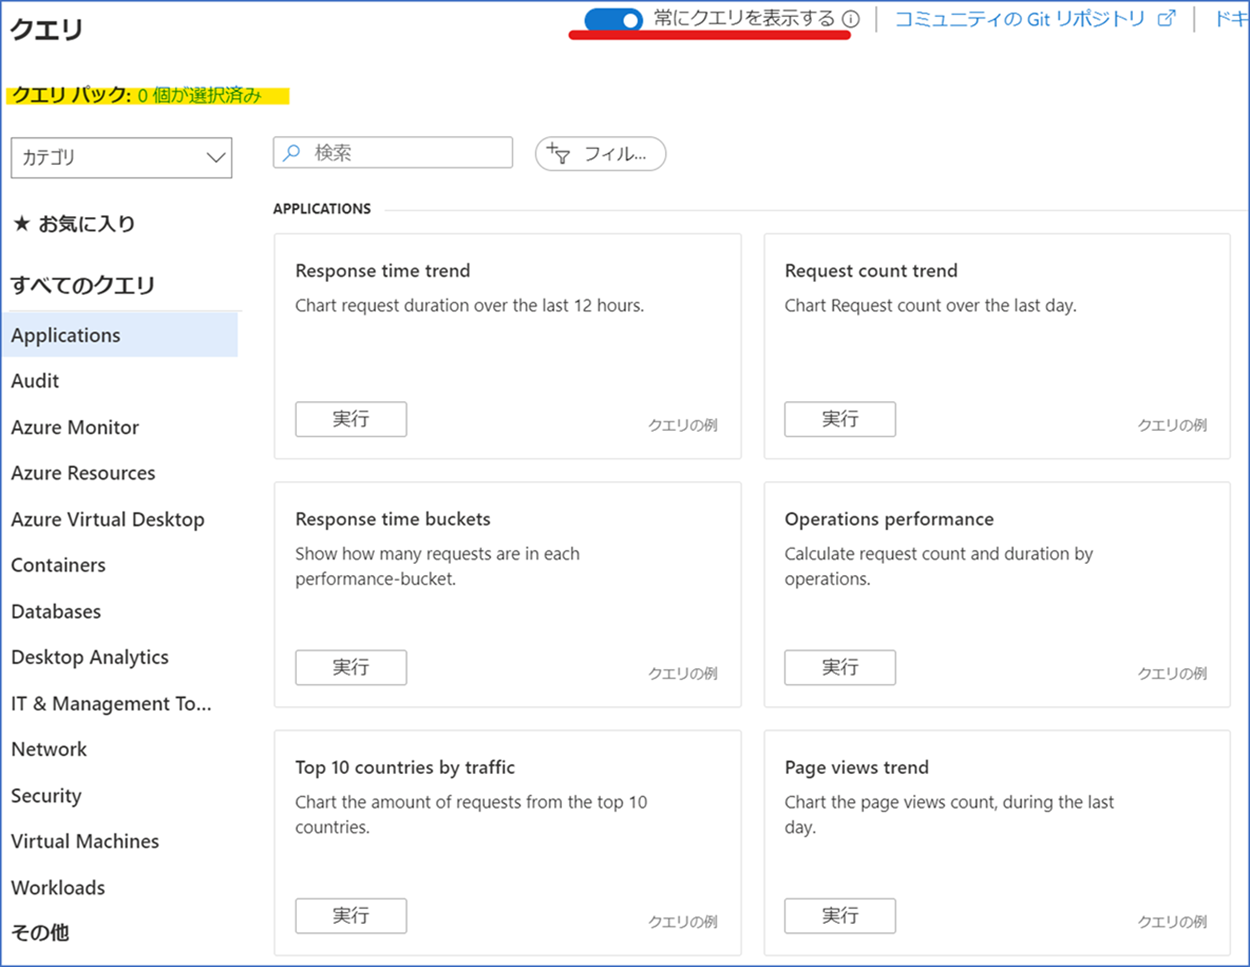 クエリ
常にクエリを表示する
コミュニティの Git リポジトリ
ドキ
クエリ パック: 0 個が選択済み
カテゴリ
検索
フィル...
★ お気に入り
すべてのクエリ
Applications
Audit
Azure Monitor
Azure Resources
Azure Virtual Desktop
Containers
Databases
Desktop Analytics
IT & Management To...
Network
Security
Virtual Machines
Workloads
その他
APPLICATIONS
Response time trend
Chart request duration over the last 12 hours.
実行
クエリの例
Request count trend
Chart Request count over the last day.
実行
クエリの例
Response time buckets
Show how many requests are in each
performance-bucket.
実行
クエリの例
Operations performance
Calculate request count and duration by
operations.
実行
クエリの例
Top 10 countries by traffic
Chart the amount of requests from the top 10
countries.
実行
クエリの例
Page views trend
Chart the page views count, during the last
day.
実行
クエリの例